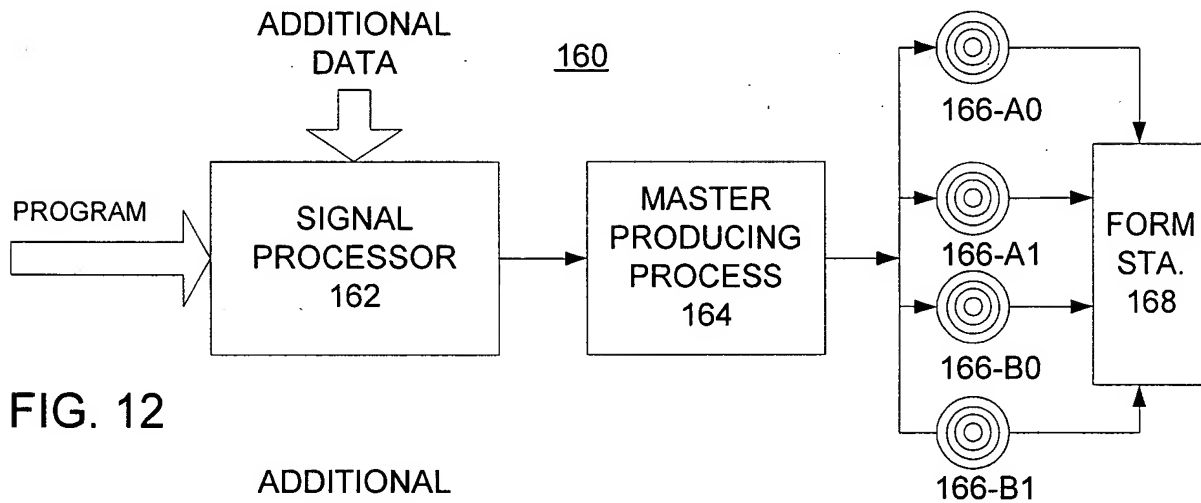 ADDITIONAL
DATA
160
PROGRAM
SIGNAL
PROCESSOR
162
MASTER
PRODUCING
PROCESS
164
166-A0
166-A1
166-B0
166-B1
FORM
STA.
168
FIG. 12
ADDITIONAL